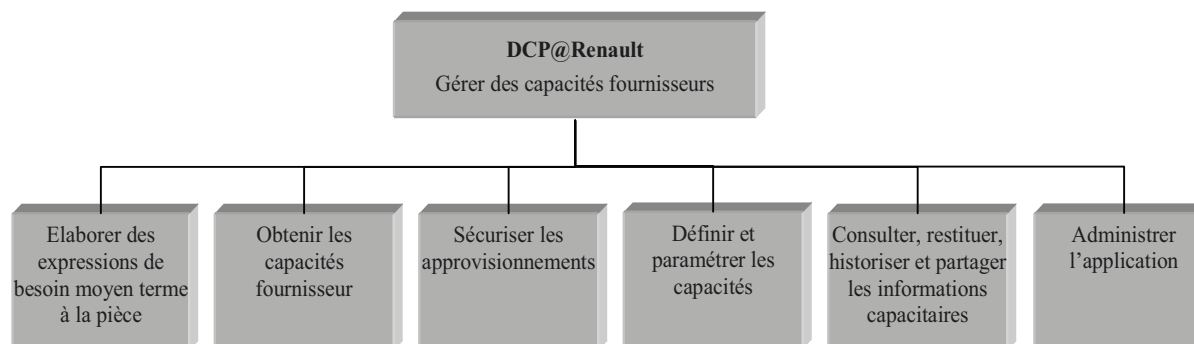 DCP@Renault
Gérer des capacités fournisseurs
Elaborer des
expressions de
besoin moyen terme
à la pièce
Obtenir les
capacités
fournisseur
Sécuriser les
approvisionnements
Définir et
paramétrer les
capacités
Consulter, restituer,
historiser et partager
les informations
capacitaires
Administrer
l’application